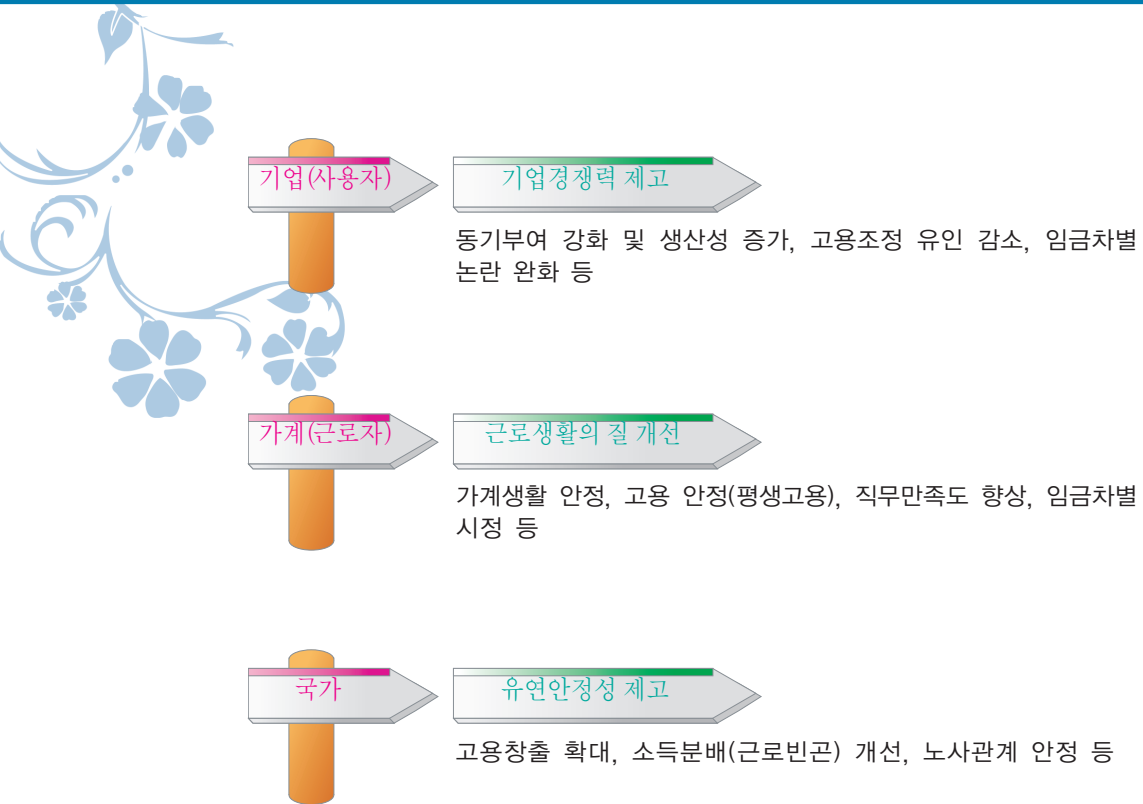 기업(사용자)
기업경쟁력 제고
동기부여 강화 및 생산성 증가, 고용조정 유인 감소, 임금차별
논란 완화 등
가계(근로자)
근로생활의 질 개선
가계생활 안정, 고용 안정(평생고용), 직무만족도 향상, 임금차별
시정 등
국가
유연안정성 제고
고용창출 확대, 소득분배(근로빈곤) 개선, 노사관계 안정 등